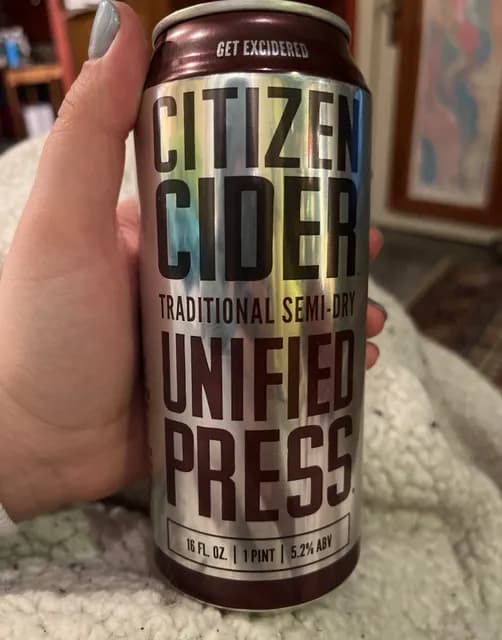 GET EXCIDERED
CITIZEN
CIDER
TRADITIONAL SEMI-DRY
UNIFIED
PRESS.
16 FL. OZ. | 1 PINT | 5.2% ABV